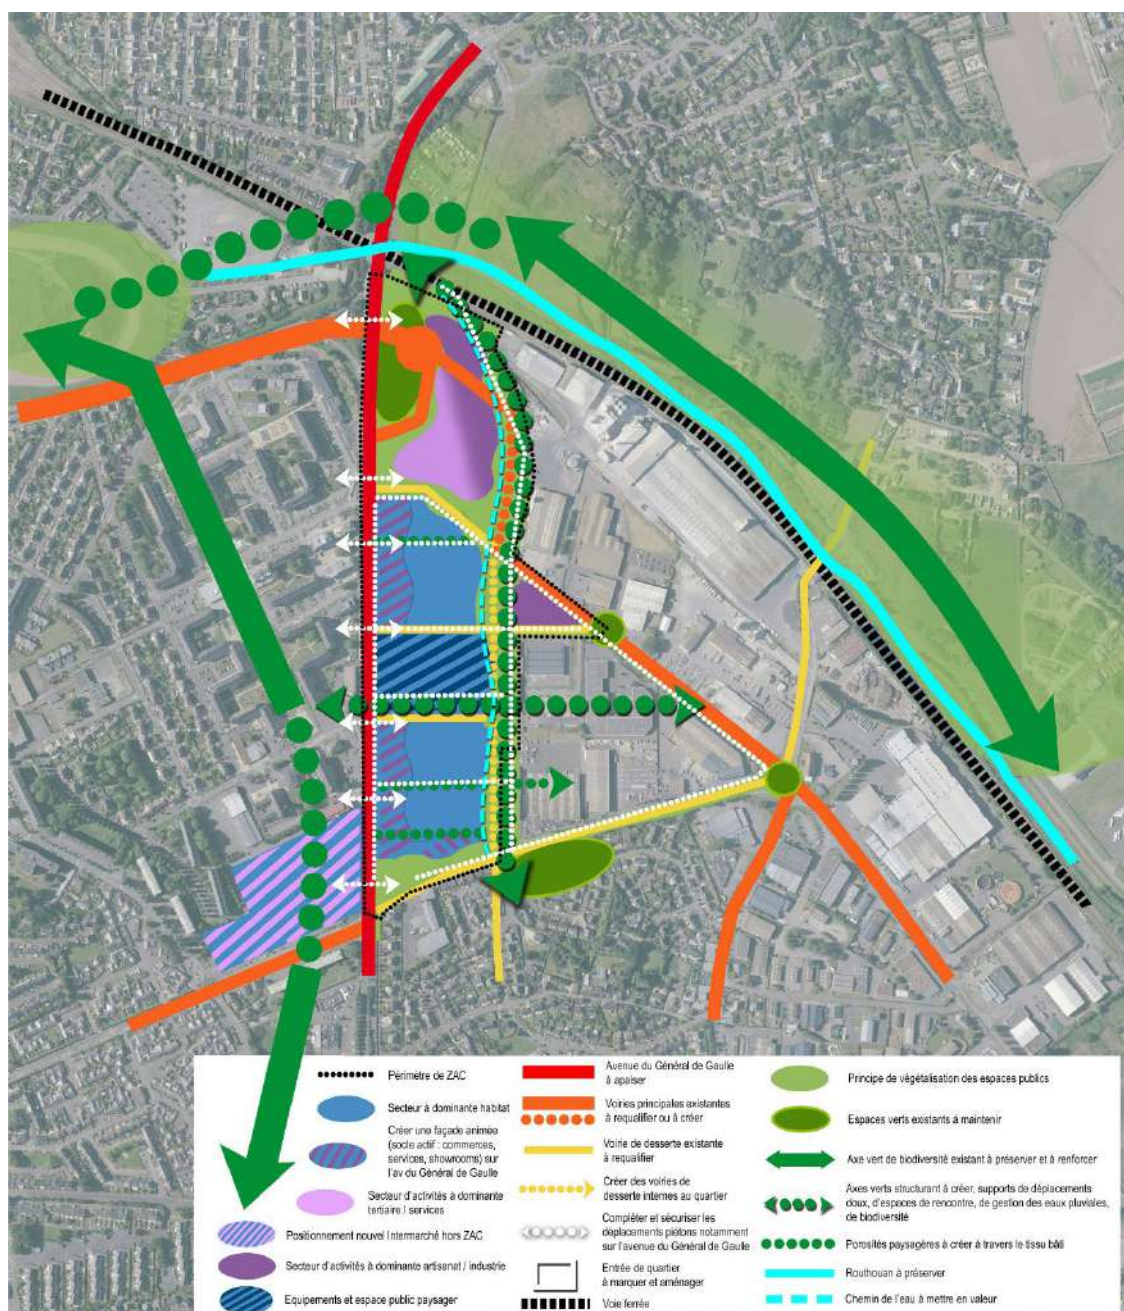 Périmètre de ZAC
Secteur à dominante habitat
Créer une façade animée
(socle actif : commerces,
services, showrooms) sur
l'av du Général de Gaulle
Secteur d'activités à dominante
tertiaire / services
Positionnement nouvel Intermarché hors ZAC
Secteur d'activités à dominante artisanat / industrie
Equipements et espace public paysager
Avenue du Général de Gaulle
à apaiser
Voiries principales existantes
à requalifier ou à créer
Voirie de desserte existante
à requalifier
Créer des voiries de
desserte internes au quartier
Compléter et sécuriser les
déplacements piétons notamment
sur l'avenue du Général de Gaulle
Entrée de quartier
à marquer et aménager
Voie ferrée
Principe de végétalisation des espaces publics
Espaces verts existants à maintenir
Axe vert de biodiversité existant à préserver et à renforcer
Axes verts structurant à créer, supports de déplacements
doux, d'espaces de rencontre, de gestion des eaux pluviales,
de biodiversité
Porosités paysagères à créer à travers le tissu bâti
Routhouan à préserver
Chemin de l'eau à mettre en valeur